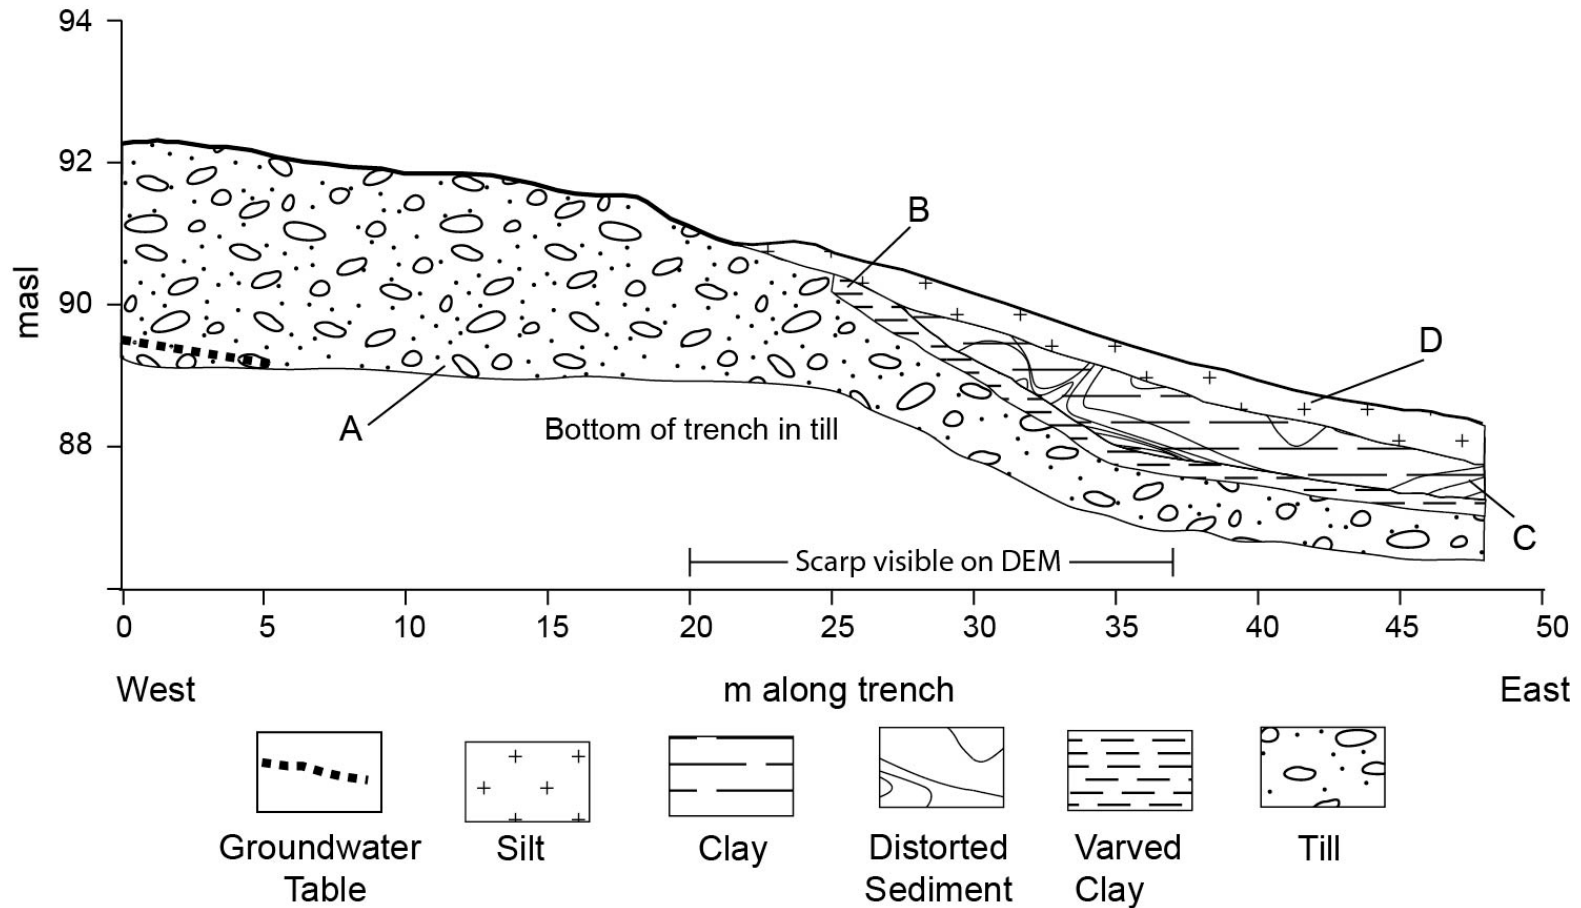 94
92
90
88
masl
B
D
A
C
Bottom of trench in till
Scarp visible on DEM
0 5 10 15 20 25 30 35 40 45 50
West m along trench East
Groundwater Table
Silt
Clay
Distorted Sediment
Varved Clay
Till